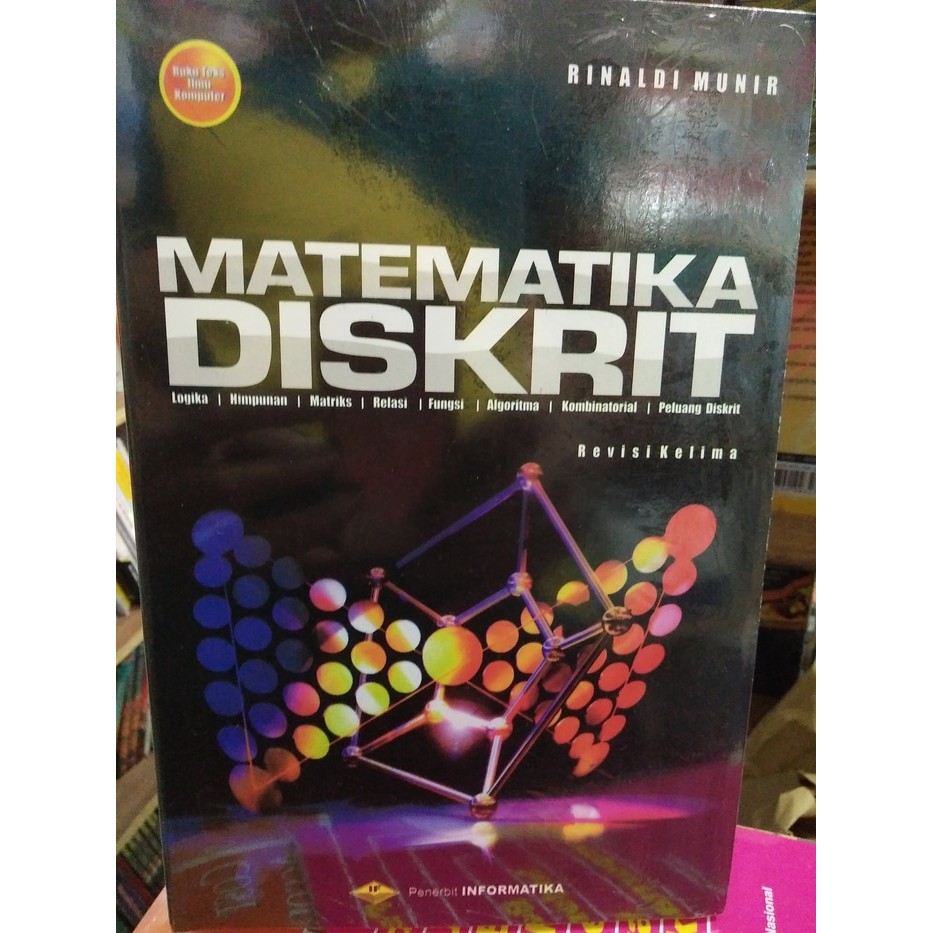 Buku Teks
Ilmu
Komputer
RINALDI MUNIR
MATEMATIKA
DISKRIT
Logika | Himpunan | Matriks | Relasi | Fungsi | Algoritma | Kombinatorial | Peluang Diskrit
Revisi Kelima
IF
Penerbit INFORMATIKA